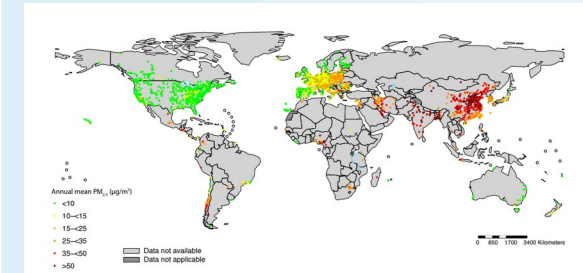 Annual mean PM2.5 (µg/m³)
<10
10–<15
15–<25
25–<35
35–<50
>50
Data not available
Data not applicable
0 850 1700 3400 Kilometers